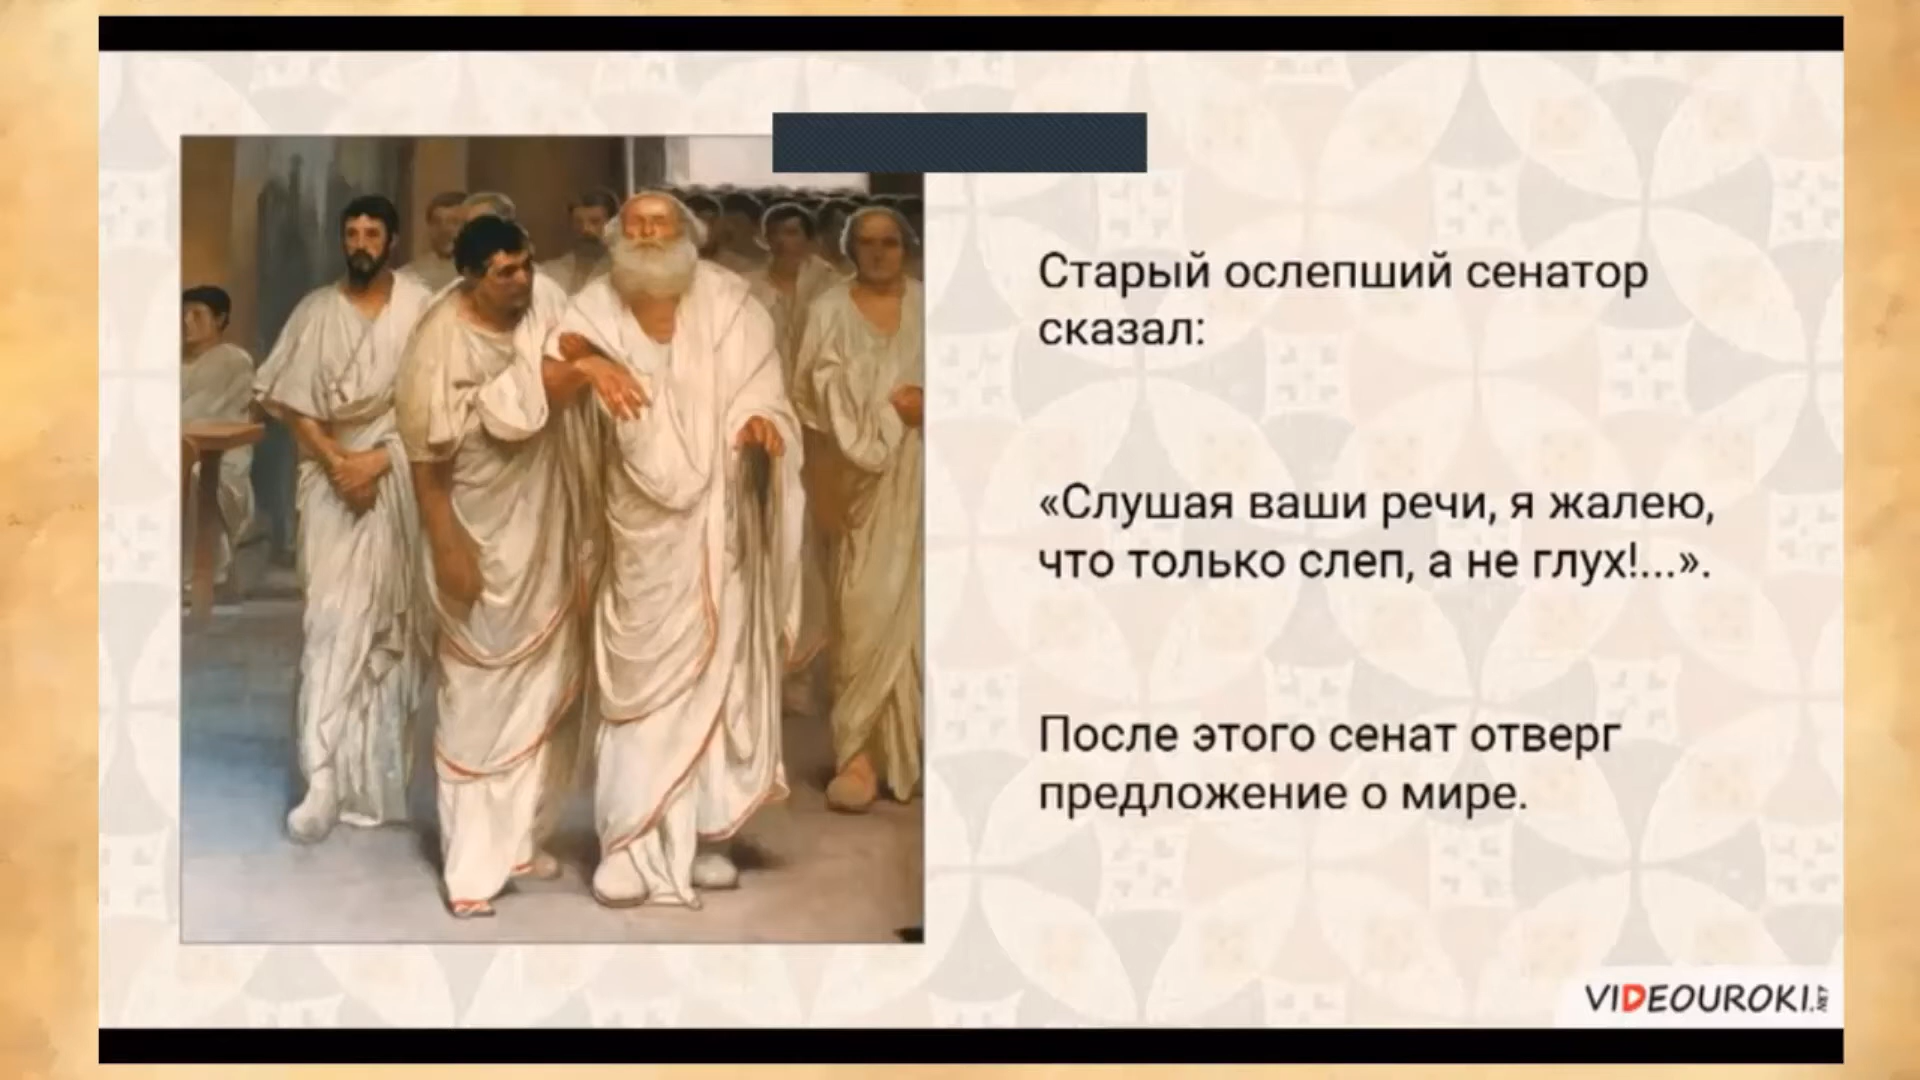 Старый ослепший сенатор
сказал:
«Слушая ваши речи, я жалею,
что только слеп, а не глух!...».
После этого сенат отверг
предложение о мире.
VIDEOUROKI.NET